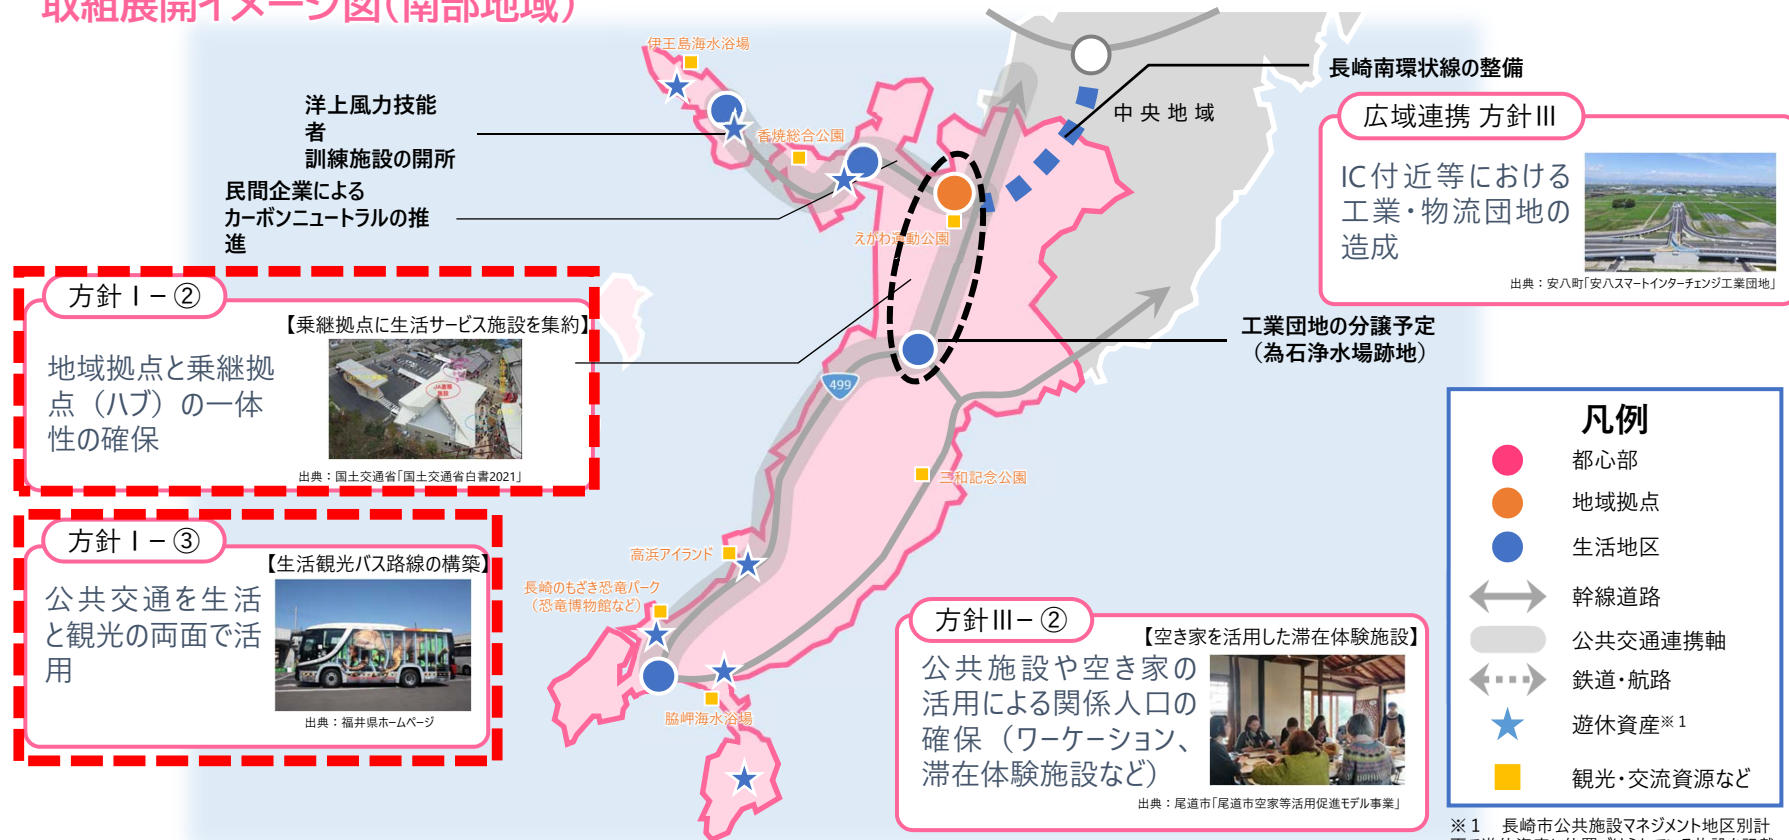 取組展開イメージ図(南部地域)
伊王島海水浴場
長崎南環状線の整備
洋上風力技能
者
訓練施設の開所
中央地域
香焼総合公園
民間企業による
カーボンニュートラルの推
進
えがわ運動公園
広域連携 方針Ⅲ
IC付近等における
工業・物流団地の
造成
出典：安八町「安八スマートインターチェンジ工業団地」
方針Ⅰ－②
【乗継拠点に生活サービス施設を集約】
地域拠点と乗継拠
点（ハブ）の一体
性の確保
出典：国土交通省「国土交通省白書2021」
工業団地の分譲予定
（為石浄水場跡地）
499
三和記念公園
方針Ⅰ－③
【生活観光バス路線の構築】
公共交通を生活
と観光の両面で活
用
出典：福井県ホームページ
高浜アイランド
長崎のもざき恐竜パーク
（恐竜博物館など）
脇岬海水浴場
方針Ⅲ－②
【空き家を活用した滞在体験施設】
公共施設や空き家の
活用による関係人口の
確保（ワーケーション、
滞在体験施設など）
出典：尾道市「尾道市空家等活用促進モデル事業」
凡例
都心部
地域拠点
生活地区
幹線道路
公共交通連携軸
鉄道・航路
遊休資産※1
観光・交流資源など
※1 長崎市公共施設マネジメント地区別計